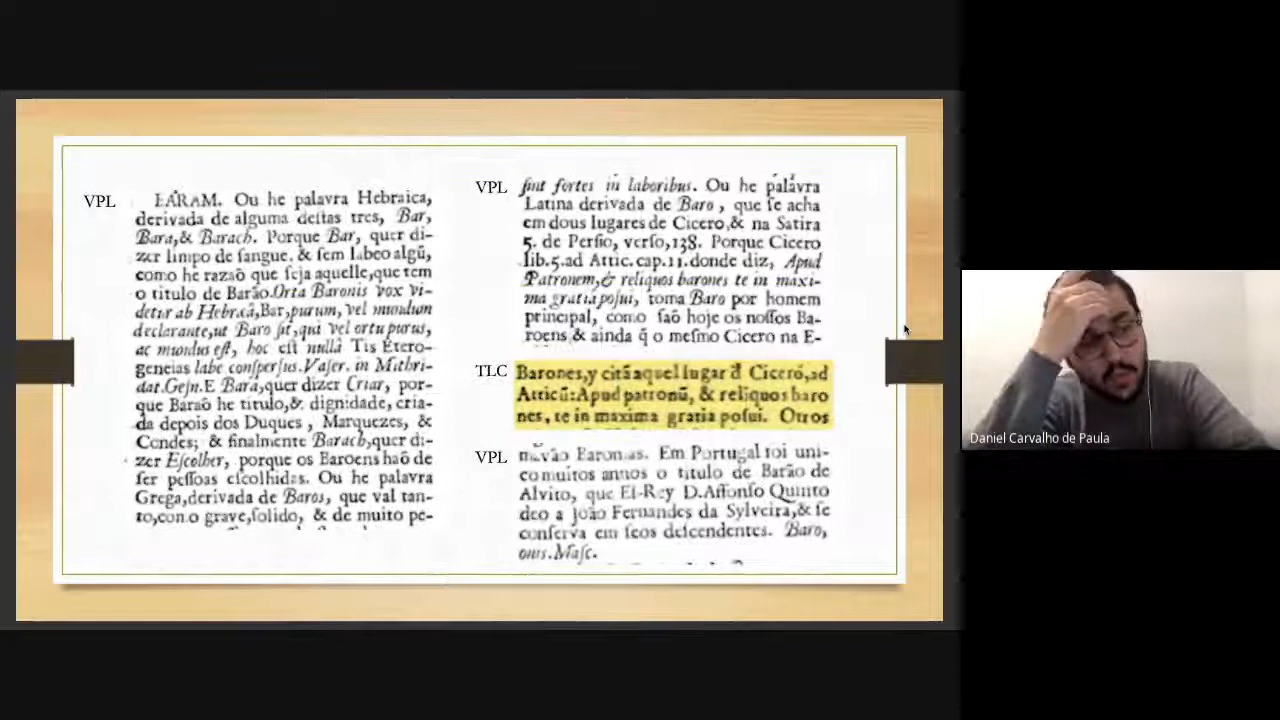 VPL
BARAM. Ou he palavra Hebraica,
derivada de alguma destas tres, Bar,
Bara, & Barach. Porque Bar, quer di-
zer limpo de sangue, & sem labeo algũ,
como he razaõ que seja aquelle, que tem
o titulo de Baraõ. Orta Baronis vox vi-
detur ab Hebræa, Bar, purum, vel mundum
declarante, ut Baro sit, qui vel ortu purus,
ac mundus est, hoc est nullâ Tis Etero-
geneias labe conspersus. Vaser. in Mithri-
dat. Gesn. E Bara, quer dizer Criar, por-
que Baraõ he titulo, & dignidade, cria-
da depois dos Duques, Marquezes, &
Condes; & finalmente Barach, quer di-
zer Escolher, porque os Baroens haõ de
ser pessoas escolhidas. Ou he palavra
Grega, derivada de Baros, que val tan-
to, como grave, solido, & de muito pe-
VPL
sint fortes in laboribus. Ou he palavra
Latina derivada de Baro, que se acha
em dous lugares de Cicero, & na Satira
5. de Persio, verso, 138. Porque Cicero
lib. 5. ad Attic. cap. 11. donde diz, Apud
Patronem, & reliquos barones te in maxi-
ma gratia posui, toma Baro por homem
principal, como saõ hoje os nossos Ba-
roens & ainda q̃ o mesmo Cicero na E-
TLC
Barones, y citã aquel lugar đ Cicerõ, ad
Atticũ: Apud patronũ, & reliquos baro
nes, te in maxima gratia posui. Otros
VPL
Baronias. Em Portugal foi uni-
co muitos annos o titulo de Barão de
Alvito, que El-Rey D. Affonso Quinto
deo a João Fernandes da Sylveira, & se
conserva em seos descendentes. Baro,
onis. Masc.
Daniel Carvalho de Paula